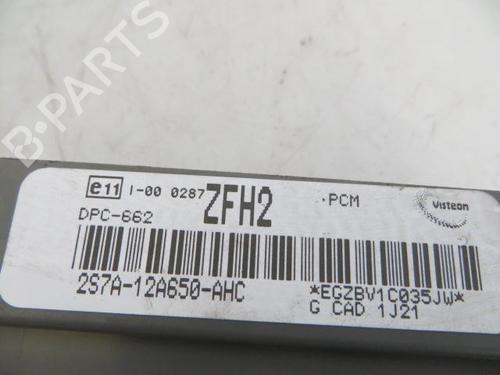 B-PARTS
e11 I-00 0287 ZFH2 .PCM Visteon
DPC-662
2S7A-12A650-AHC *EGZBV1C035JW*
G CAD 1J21